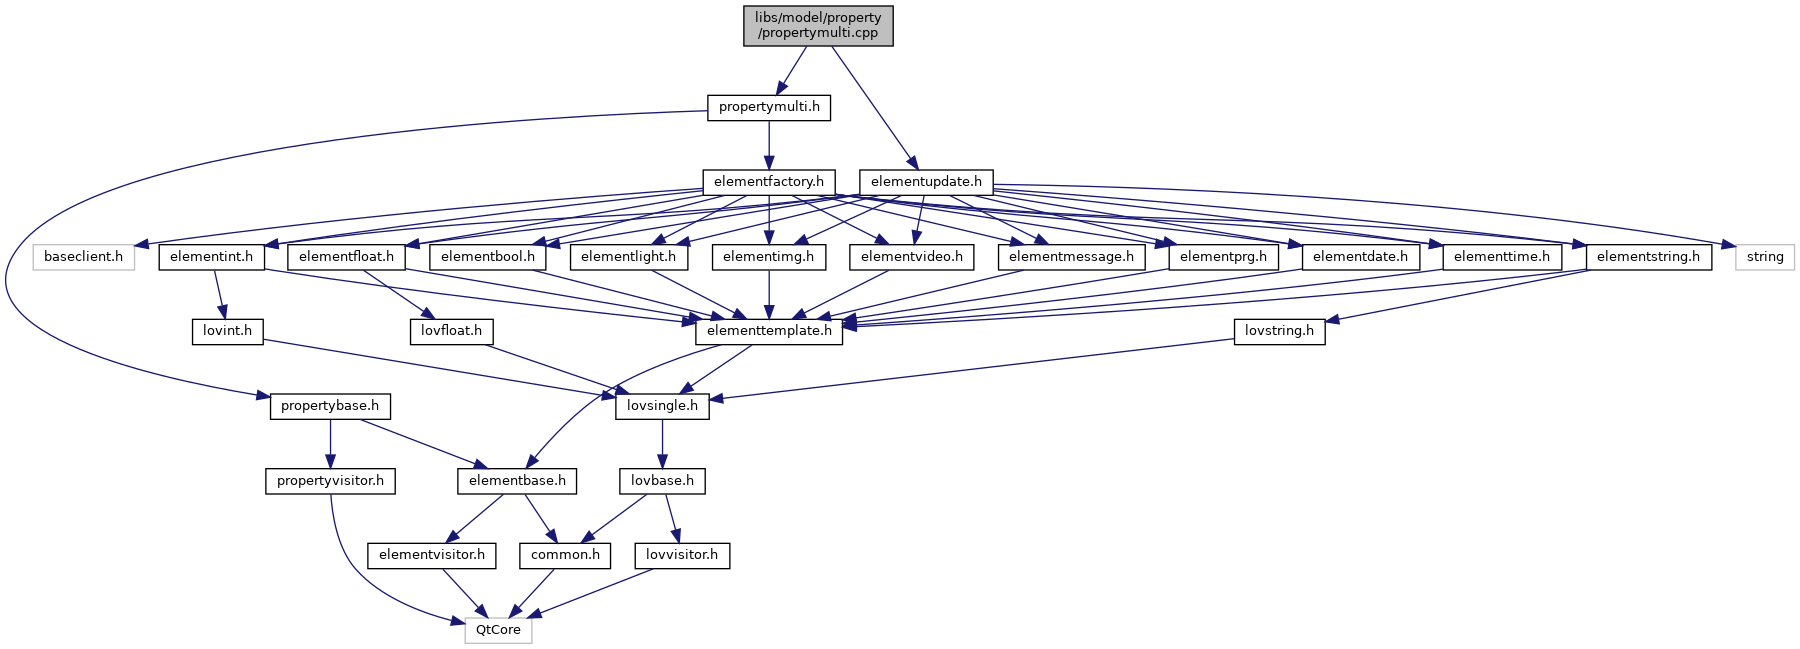 libs/model/property
/propertymulti.cpp
propertymulti.h
elementfactory.h
elementupdate.h
baseclient.h
elementint.h
elementfloat.h
elementbool.h
elementlight.h
elementimg.h
elementvideo.h
elementmessage.h
elementprg.h
elementdate.h
elementtime.h
elementstring.h
string
lovint.h
lovfloat.h
elementtemplate.h
lovstring.h
propertybase.h
lovsingle.h
propertyvisitor.h
elementbase.h
lovbase.h
elementvisitor.h
common.h
lovvisitor.h
QtCore